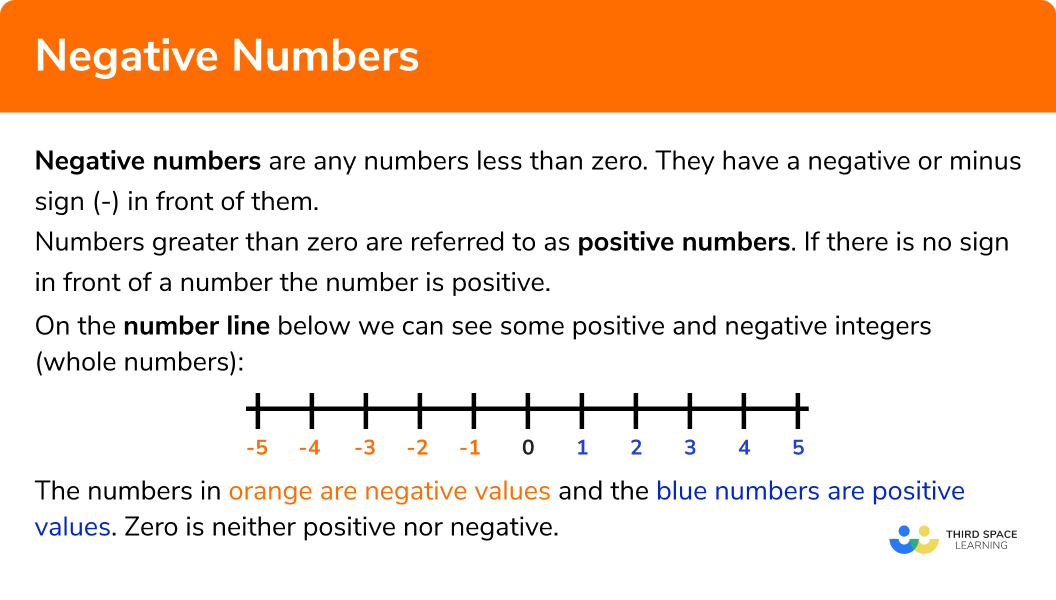 Negative Numbers
Negative numbers are any numbers less than zero. They have a negative or minus
sign (-) in front of them.
Numbers greater than zero are referred to as positive numbers. If there is no sign
in front of a number the number is positive.
On the number line below we can see some positive and negative integers
(whole numbers):
-5 -4 -3 -2 -1 0 1 2 3 4 5
The numbers in orange are negative values and the blue numbers are positive
values. Zero is neither positive nor negative.
THIRD SPACE
LEARNING